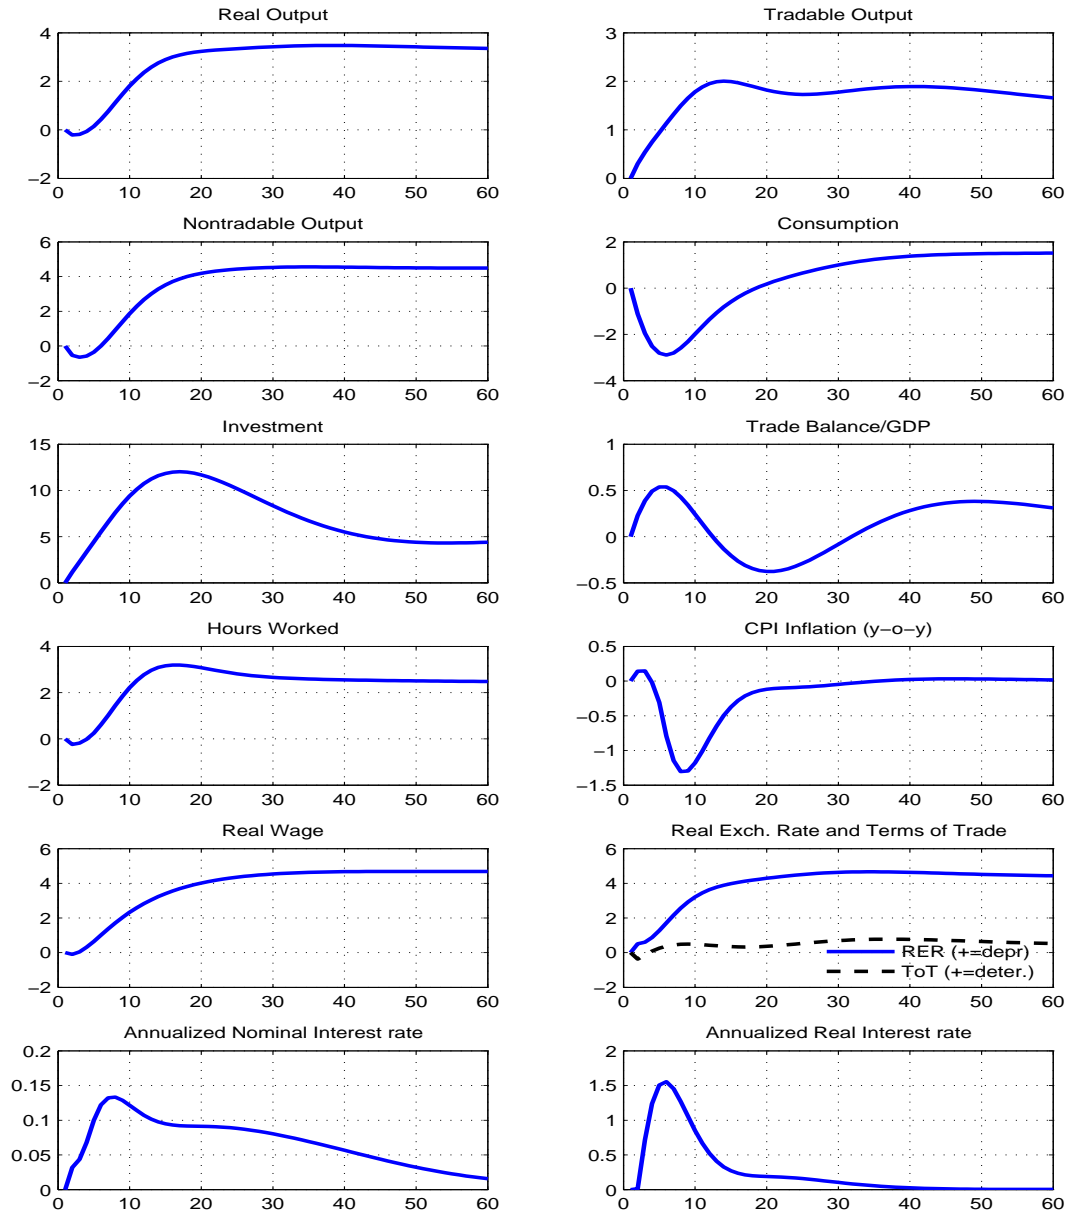 Real Output
4
2
0
−2
0 10 20 30 40 50 60
Tradable Output
3
2
1
0
0 10 20 30 40 50 60
Nontradable Output
6
4
2
0
−2
0 10 20 30 40 50 60
Consumption
2
0
−2
−4
0 10 20 30 40 50 60
Investment
15
10
5
0
0 10 20 30 40 50 60
Trade Balance/GDP
1
0.5
0
−0.5
0 10 20 30 40 50 60
Hours Worked
4
2
0
−2
0 10 20 30 40 50 60
CPI Inflation (y−o−y)
0.5
0
−0.5
−1
−1.5
0 10 20 30 40 50 60
Real Wage
6
4
2
0
−2
0 10 20 30 40 50 60
Real Exch. Rate and Terms of Trade
6
4
2
0
−2
0 10 20 30 40 50 60
RER (+=depr)
ToT (+=deter.)
Annualized Nominal Interest rate
0.2
0.15
0.1
0.05
0
0 10 20 30 40 50 60
Annualized Real Interest rate
2
1.5
1
0.5
0
0 10 20 30 40 50 60